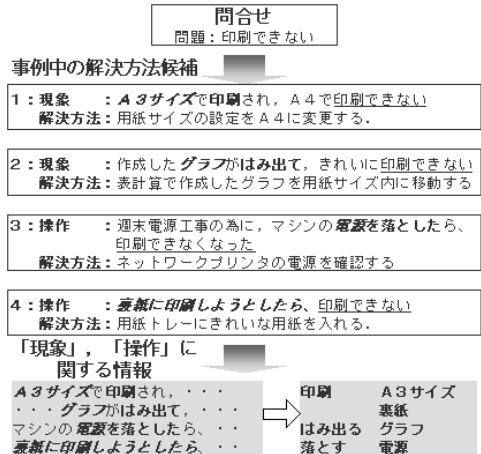 問合せ
問題：印刷できない
事例中の解決方法候補
1：現象　：A3サイズで印刷され，A4で印刷できない
解決方法：用紙サイズの設定をA4に変更する．
2：現象　：作成したグラフがはみ出て，きれいに印刷できない
解決方法：表計算で作成したグラフを用紙サイズ内に移動する
3：操作　：週末電源工事の為に，マシンの電源を落としたら、
印刷できなくなった
解決方法：ネットワークプリンタの電源を確認する
4：操作　：裏紙に印刷しようとしたら、印刷できない
解決方法：用紙トレーにきれいな用紙を入れる．
「現象」，「操作」に
関する情報
A3サイズで印刷され，・・・
・・・グラフがはみ出て，・・
マシンの電源を落としたら、・・
裏紙に印刷しようとしたら、・・
印刷　A3サイズ
裏紙
はみ出る　グラフ
落とす　電源